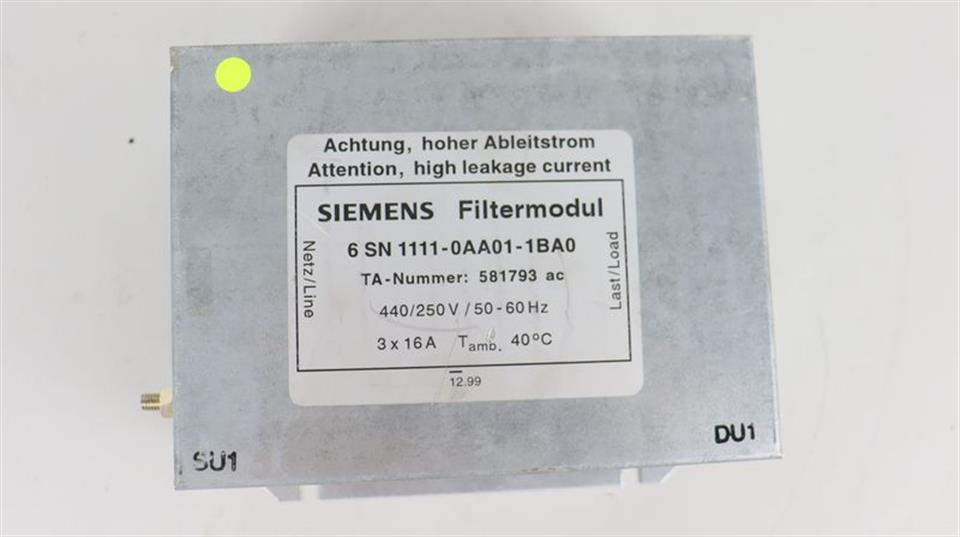 Achtung, hoher Ableitstrom
Attention, high leakage current
SIEMENS Filtermodul
6 SN 1111-0AA01-1BA0
TA-Nummer: 581793 ac
440/250 V / 50-60 Hz
3 x 16 A Tamb. 40°C
Netz/Line
Last/Load
12.99
SU1
DU1